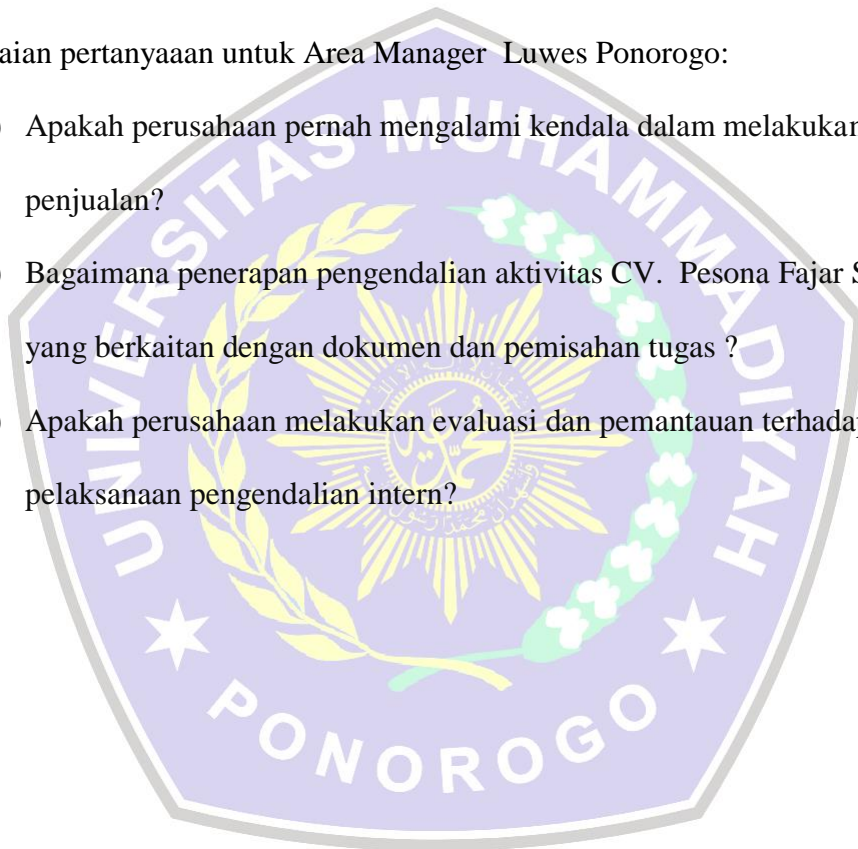 aian pertanyaaan untuk Area Manager Luwes Ponorogo:
) Apakah perusahaan pernah mengalami kendala dalam melakukan
penjualan?
) Bagaimana penerapan pengendalian aktivitas CV. Pesona Fajar S
yang berkaitan dengan dokumen dan pemisahan tugas ?
) Apakah perusahaan melakukan evaluasi dan pemantauan terhadap
pelaksanaan pengendalian intern?
UNIVERSITAS MUHAMMADIYAH
PONOROGO